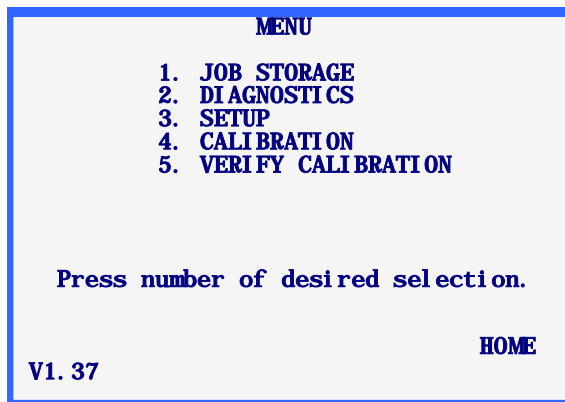 MENU
1. JOB STORAGE
2. DIAGNOSTICS
3. SETUP
4. CALIBRATION
5. VERIFY CALIBRATION
Press number of desired selection.
HOME
V1.37